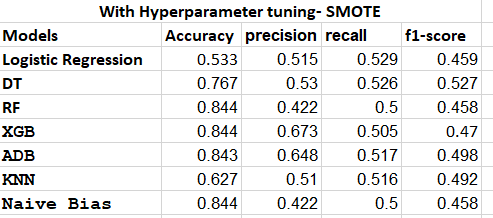 With Hyperparameter tuning- SMOTE
Models Accuracy precision recall f1-score
Logistic Regression 0.533 0.515 0.529 0.459
DT 0.767 0.53 0.526 0.527
RF 0.844 0.422 0.5 0.458
XGB 0.844 0.673 0.505 0.47
ADB 0.843 0.648 0.517 0.498
KNN 0.627 0.51 0.516 0.492
Naive Bias 0.844 0.422 0.5 0.458